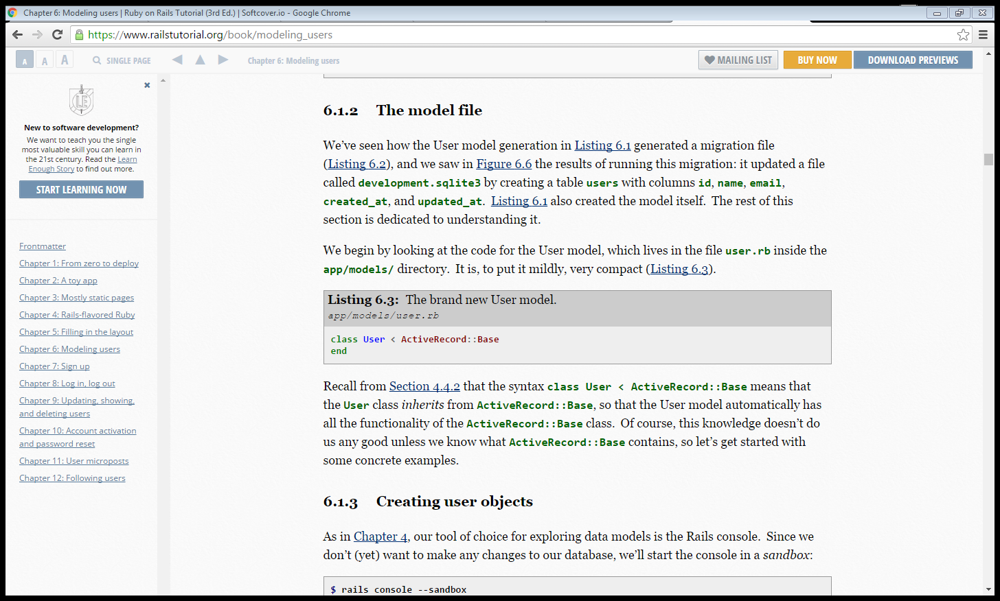 Chapter 6: Modeling users | Ruby on Rails Tutorial (3rd Ed.) | Softcover.io - Google Chrome
https://www.railstutorial.org/book/modeling_users
A A A SINGLE PAGE Chapter 6: Modeling users MAILING LIST BUY NOW DOWNLOAD PREVIEWS
LE
New to software development?
We want to teach you the single
most valuable skill you can learn in
the 21st century. Read the Learn
Enough Story to find out more.
START LEARNING NOW
Frontmatter
Chapter 1: From zero to deploy
Chapter 2: A toy app
Chapter 3: Mostly static pages
Chapter 4: Rails-flavored Ruby
Chapter 5: Filling in the layout
Chapter 6: Modeling users
Chapter 7: Sign up
Chapter 8: Log in, log out
Chapter 9: Updating, showing,
and deleting users
Chapter 10: Account activation
and password reset
Chapter 11: User microposts
Chapter 12: Following users
6.1.2 The model file
We've seen how the User model generation in Listing 6.1 generated a migration file
(Listing 6.2), and we saw in Figure 6.6 the results of running this migration: it updated a file
called development.sqlite3 by creating a table users with columns id, name, email,
created_at, and updated_at. Listing 6.1 also created the model itself. The rest of this
section is dedicated to understanding it.
We begin by looking at the code for the User model, which lives in the file user.rb inside the
app/models/ directory. It is, to put it mildly, very compact (Listing 6.3).
Listing 6.3: The brand new User model.
app/models/user.rb
class User < ActiveRecord::Base
end
Recall from Section 4.4.2 that the syntax class User < ActiveRecord::Base means that
the User class inherits from ActiveRecord::Base, so that the User model automatically has
all the functionality of the ActiveRecord::Base class. Of course, this knowledge doesn't do
us any good unless we know what ActiveRecord::Base contains, so let's get started with
some concrete examples.
6.1.3 Creating user objects
As in Chapter 4, our tool of choice for exploring data models is the Rails console. Since we
don't (yet) want to make any changes to our database, we'll start the console in a sandbox:
$ rails console --sandbox